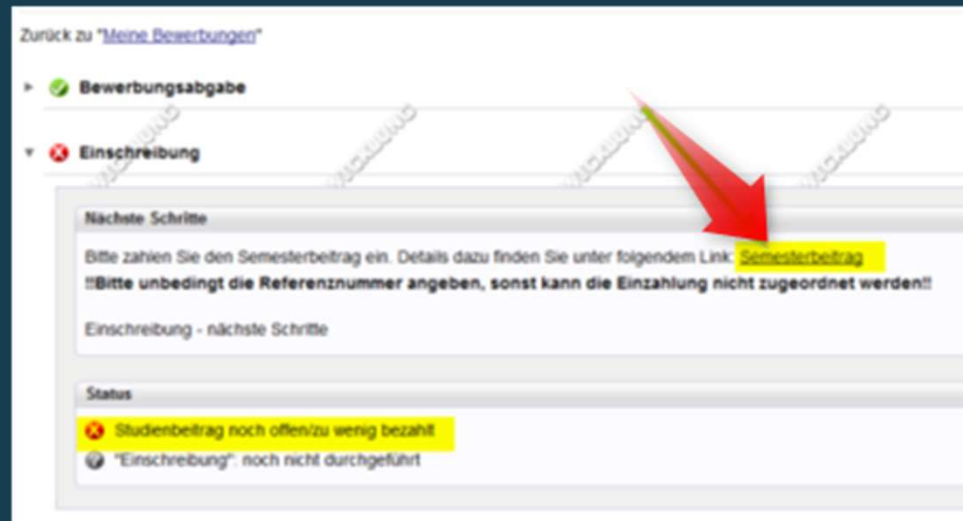 Zurück zu "Meine Bewerbungen"
Bewerbungsabgabe
Einschreibung
Nächste Schritte
Bitte zahlen Sie den Semesterbeitrag ein. Details dazu finden Sie unter folgendem Link: Semesterbeitrag
!!Bitte unbedingt die Referenznummer angeben, sonst kann die Einzahlung nicht zugeordnet werden!!
Einschreibung - nächste Schritte
Status
Studienbeitrag noch offen/zu wenig bezahlt
"Einschreibung": noch nicht durchgeführt